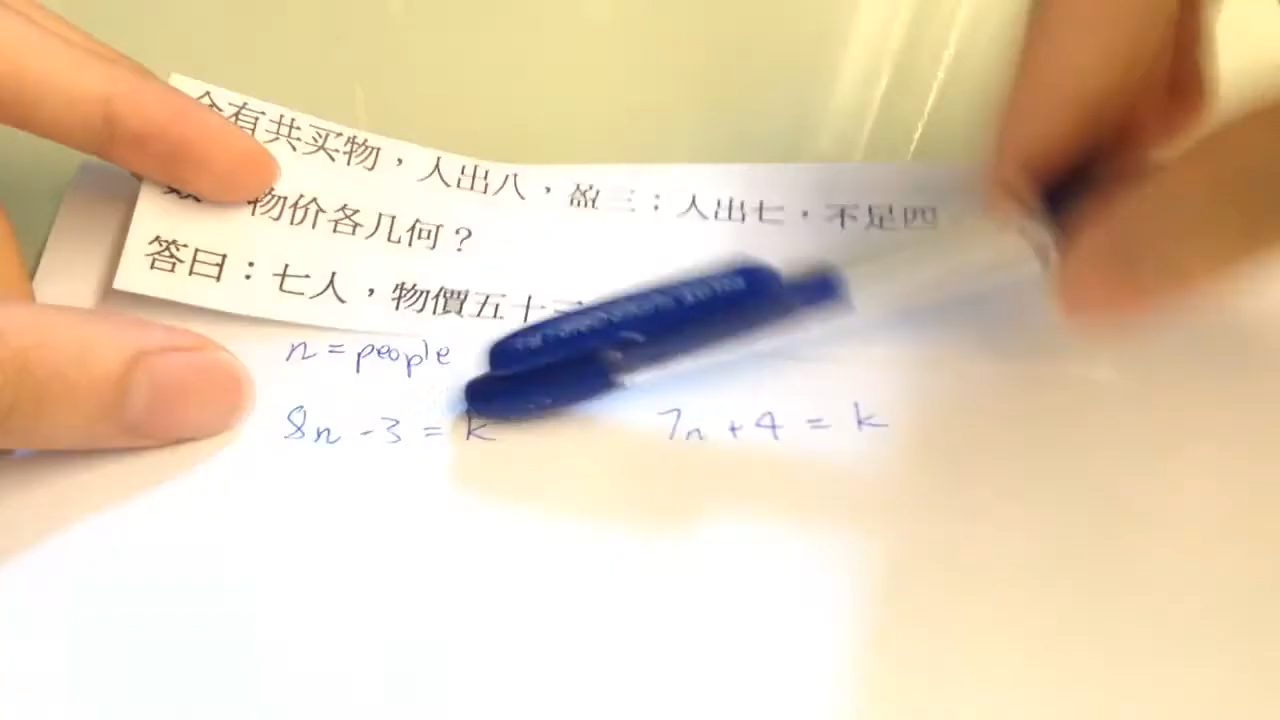 今有共买物，人出八，盈三；人出七，不足四
物价各几何？
答曰：七人，物價五十
n = people
8n - 3 = k
7n + 4 = k